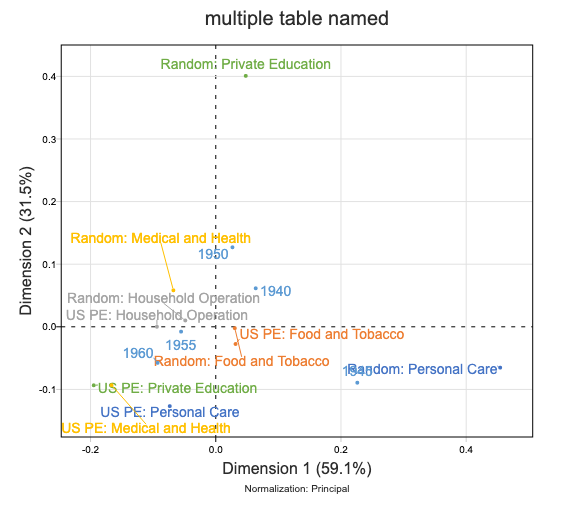 multiple table named
Random: Private Education
0.4
0.3
0.2
Random: Medical and Health
1950
0.1
1940
Random: Household Operation
US PE: Household Operation
0.0
US PE: Food and Tobacco
1955
1960
Random: Food and Tobacco
Random: Personal Care
1945
-0.1
US PE: Private Education
US PE: Personal Care
US PE: Medical and Health
-0.2
0.0
0.2
0.4
Dimension 2 (31.5%)
Dimension 1 (59.1%)
Normalization: Principal